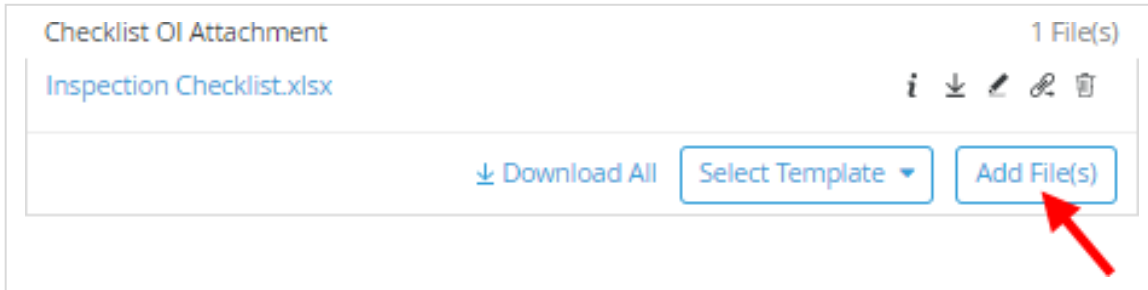 Checklist OI Attachment 1 File(s)
Inspection Checklist.xlsx
Download All Select Template Add File(s)